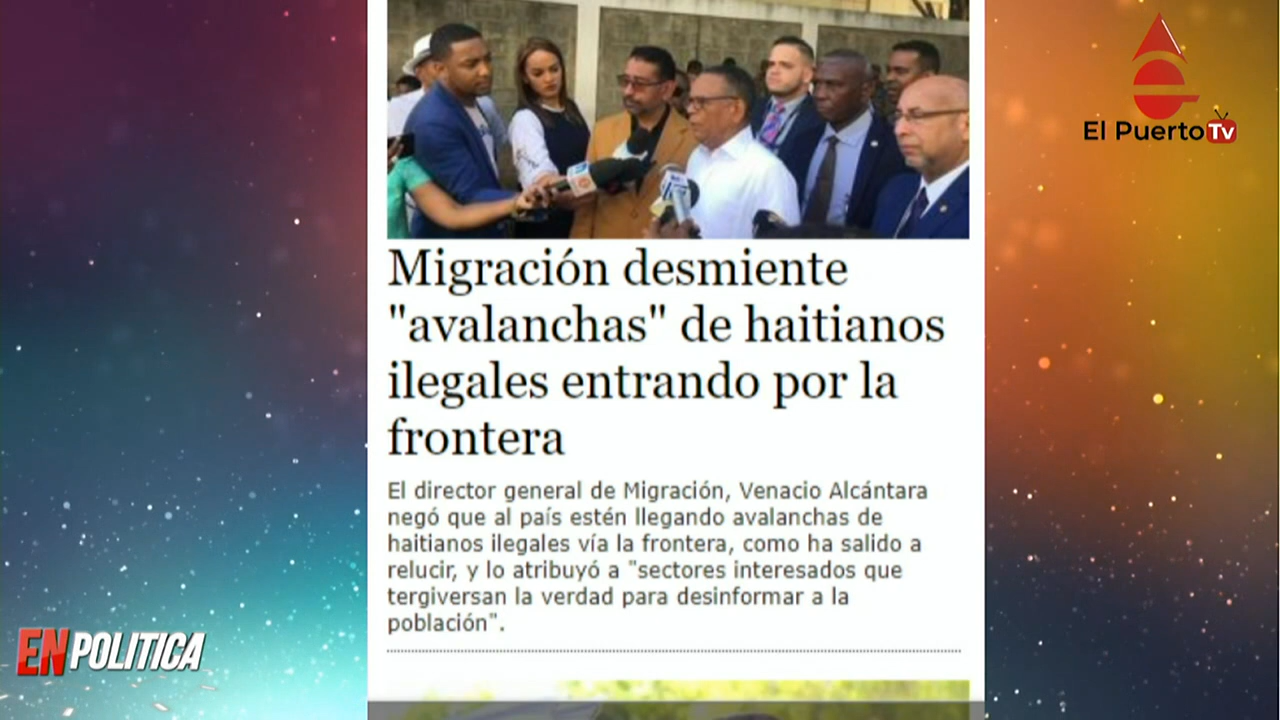 El Puerto Tv
Migración desmiente
"avalanchas" de haitianos
ilegales entrando por la
frontera
El director general de Migración, Venacio Alcántara
negó que al país estén llegando avalanchas de
haitianos ilegales vía la frontera, como ha salido a
relucir, y lo atribuyó a "sectores interesados que
tergiversan la verdad para desinformar a la
población".
EN POLITICA